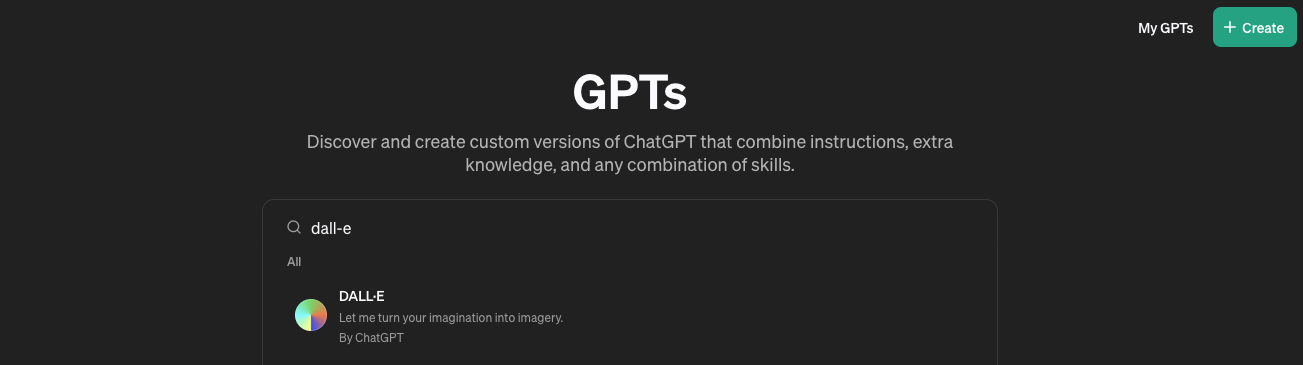 My GPTs
+ Create
GPTs
Discover and create custom versions of ChatGPT that combine instructions, extra
knowledge, and any combination of skills.
dall-e
All
DALL·E
Let me turn your imagination into imagery.
By ChatGPT